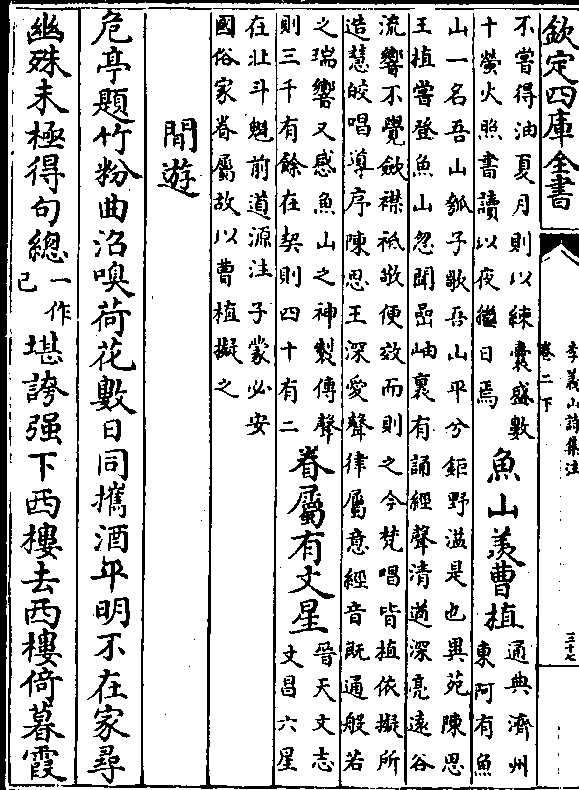 欽定四庫全書
李義山詩集注
卷二下
三十七
不嘗得油夏月則以練囊盛數
十螢火照書讀以夜繼日焉
魚山羨曹植
通典濟州
東阿有魚
山一名吾山瓠子歌吾山平兮鉅野溢是也異苑陳思
王植嘗登魚山忽聞喦岫裏有誦經聲清遒深亮遠谷
流響不覺斂襟祗敬便效而則之今梵唱皆植依擬所
造慧皎唱導序陳思王深愛聲律屬意經音既通般若
之瑞響又感魚山之神製傳聲
則三千有餘在契則四十有二
眷屬有文星
晉天文志
文昌六星
在北斗魁前道源注子蒙必安
國俗家眷屬故以曹植擬之
閒遊
危亭題竹粉曲沼嗅荷花數日同攜酒平明不在家尋
幽殊未極得句總一作已堪誇强下西樓去西樓倚暮霞